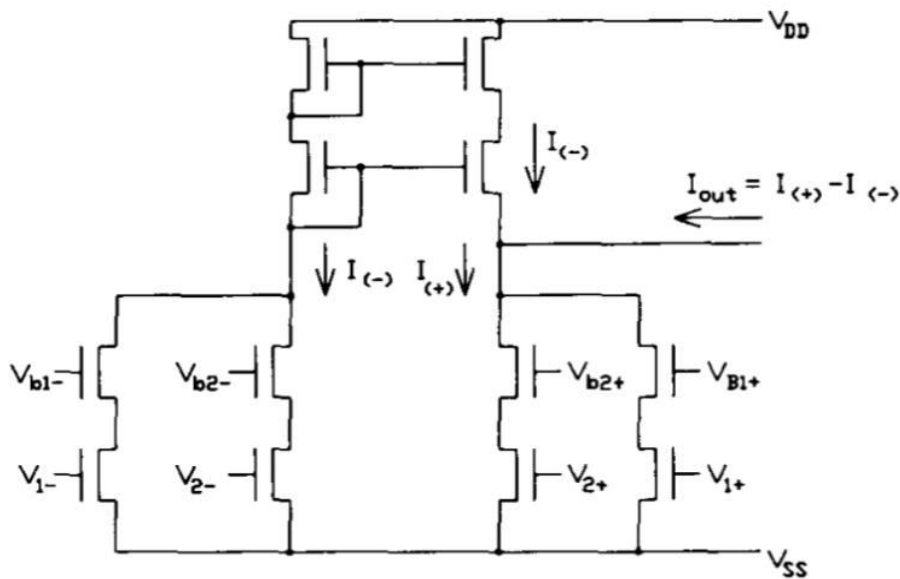 V_DD
I_(-)
I_out = I_(+) - I_(-)
I_(-) I_(+)
V_b1- V_b2- V_b2+ V_B1+
V_1- V_2- V_2+ V_1+
V_SS